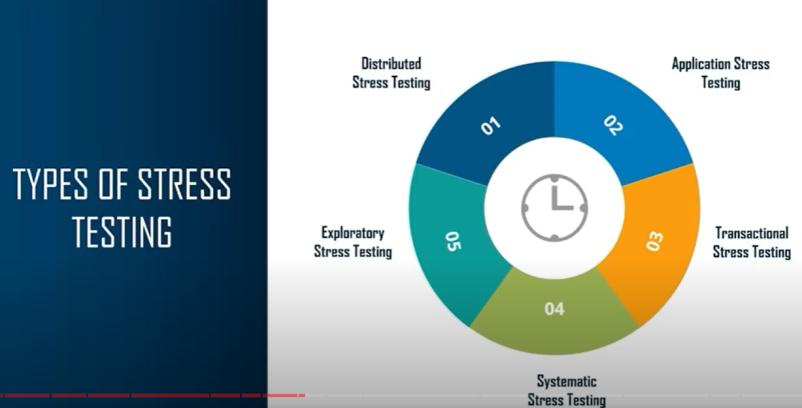 TYPES OF STRESS
TESTING
Distributed
Stress Testing
01
Application Stress
Testing
02
Transactional
Stress Testing
03
Systematic
Stress Testing
04
Exploratory
Stress Testing
05